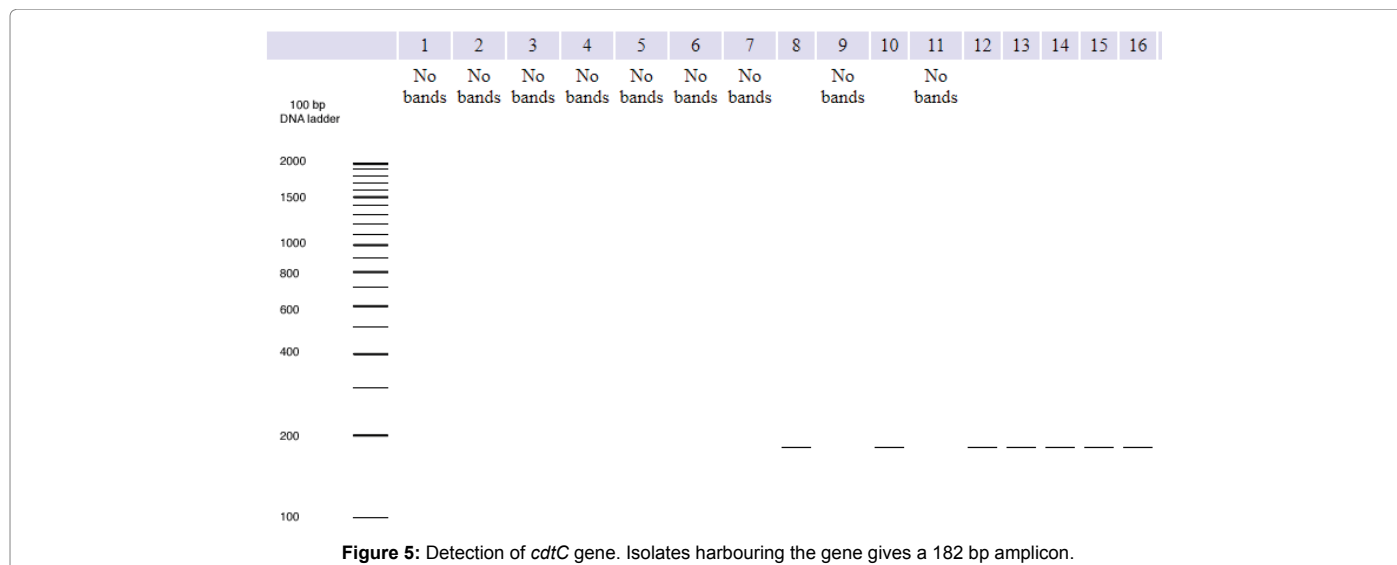 1 2 3 4 5 6 7 8 9 10 11 12 13 14 15 16
No No No No No No No No No
bands bands bands bands bands bands bands bands bands
100 bp
DNA ladder
2000
1500
1000
800
600
400
200
100
Figure 5: Detection of cdtC gene. Isolates harbouring the gene gives a 182 bp amplicon.